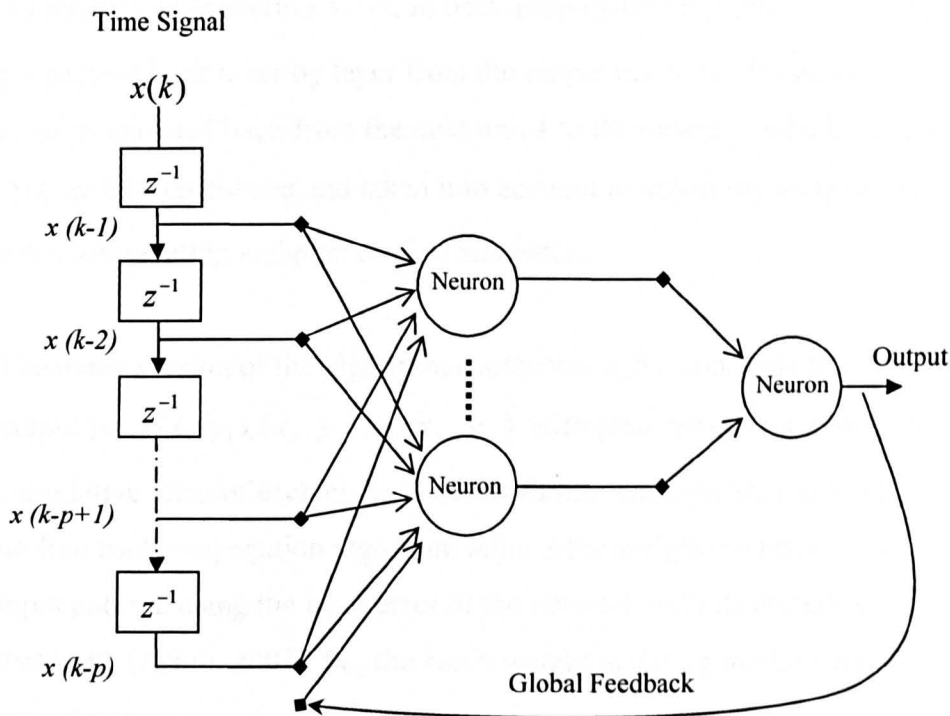 Time Signal
x(k)
z⁻¹
x (k-1)
z⁻¹
x (k-2)
z⁻¹
x (k-p+1)
z⁻¹
x (k-p)
Neuron
Neuron
Neuron
Output
Global Feedback